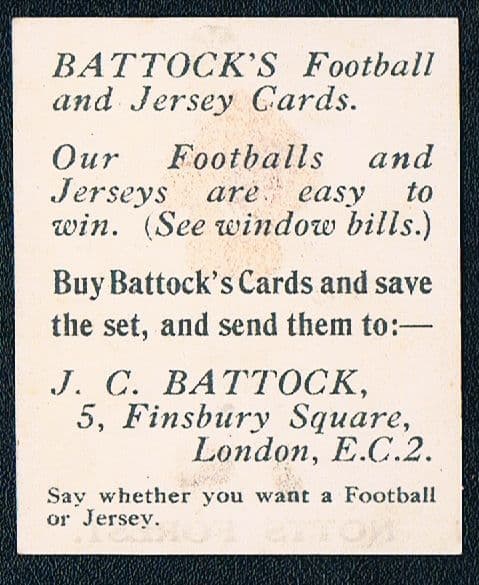 BATTOCK'S Football
and Jersey Cards.
Our Footballs and
Jerseys are easy to
win. (See window bills.)
Buy Battock's Cards and save
the set, and send them to:—
J. C. BATTOCK,
5, Finsbury Square,
London, E.C.2.
Say whether you want a Football
or Jersey.
NOTTS FOREST.